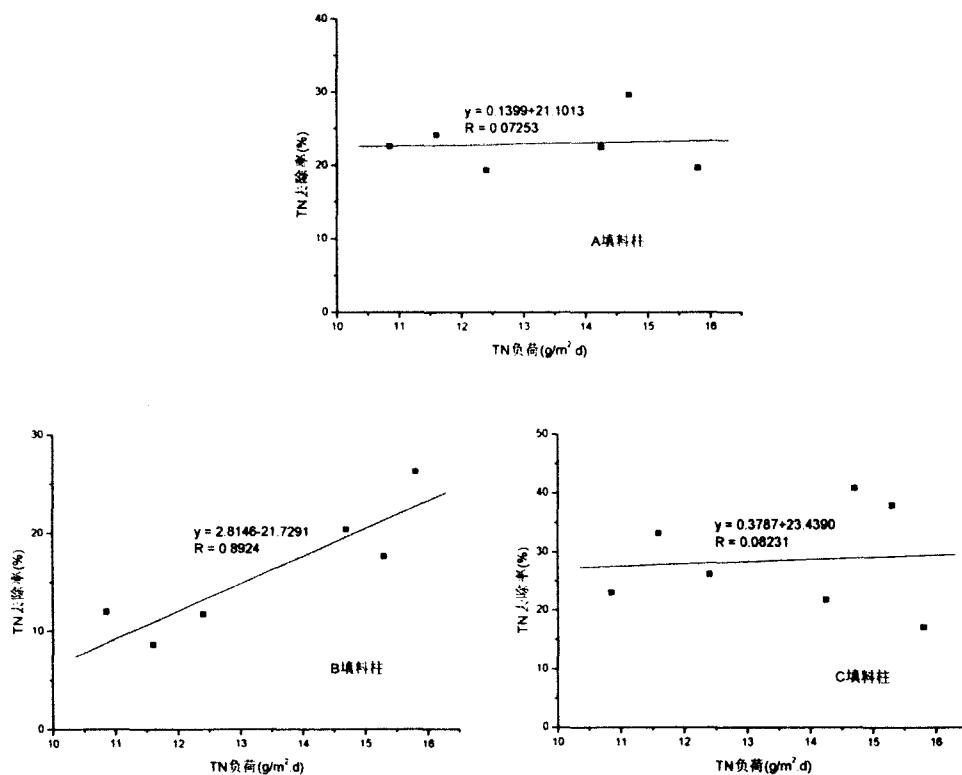 40
30
20
10
0
10 11 12 13 14 15 16
TN去除率(%)
y = 0.1399+21.1013
R = 0.07253
A填料柱
TN负荷(g/m².d)
30
20
10
0
10 11 12 13 14 15 16
TN去除率(%)
y = 2.8146-21.7291
R = 0.8924
B填料柱
TN负荷(g/m².d)
50
40
30
20
10
0
10 11 12 13 14 15 16
TN去除率(%)
y = 0.3787+23.4390
R = 0.08231
C填料柱
TN负荷(g/m².d)